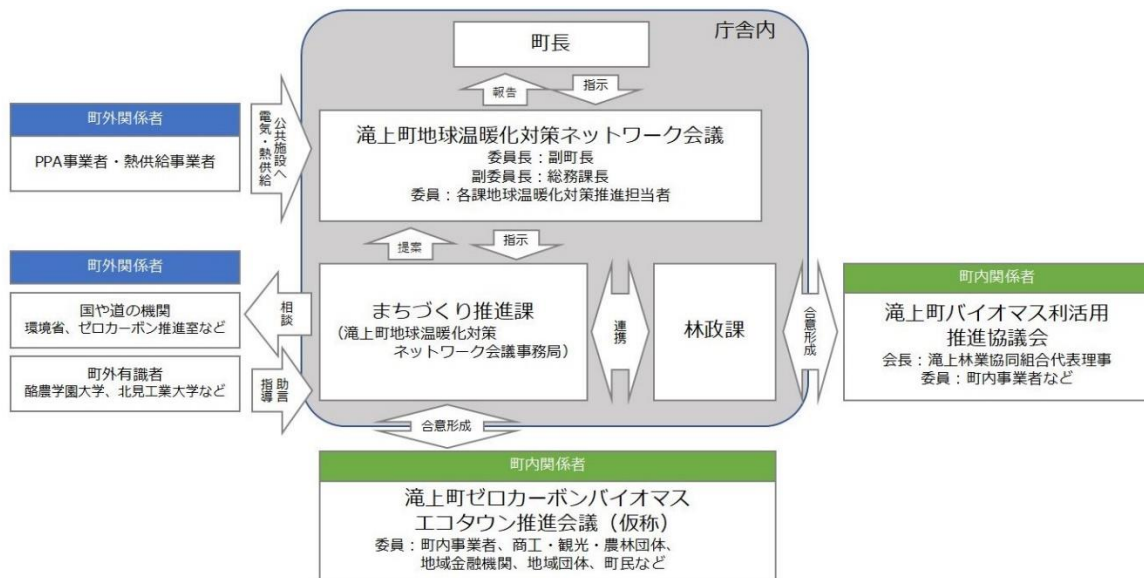 庁舎内
町長
報告
指示
町外関係者
PPA事業者・熱供給事業者
公共施設へ
電気・熱供給
滝上町地球温暖化対策ネットワーク会議
委員長：副町長
副委員長：総務課長
委員：各課地球温暖化対策推進担当者
提案
指示
町外関係者
国や道の機関
環境省、ゼロカーボン推進室など
町外有識者
酪農学園大学、北見工業大学など
相談
助言
指導
まちづくり推進課
（滝上町地球温暖化対策
ネットワーク会議事務局）
連携
林政課
合意形成
町内関係者
滝上町バイオマス利活用
推進協議会
会長：滝上林業協同組合代表理事
委員：町内事業者など
合意形成
町内関係者
滝上町ゼロカーボンバイオマス
エコタウン推進会議（仮称）
委員：町内事業者、商工・観光・農林団体、
地域金融機関、地域団体、町民など